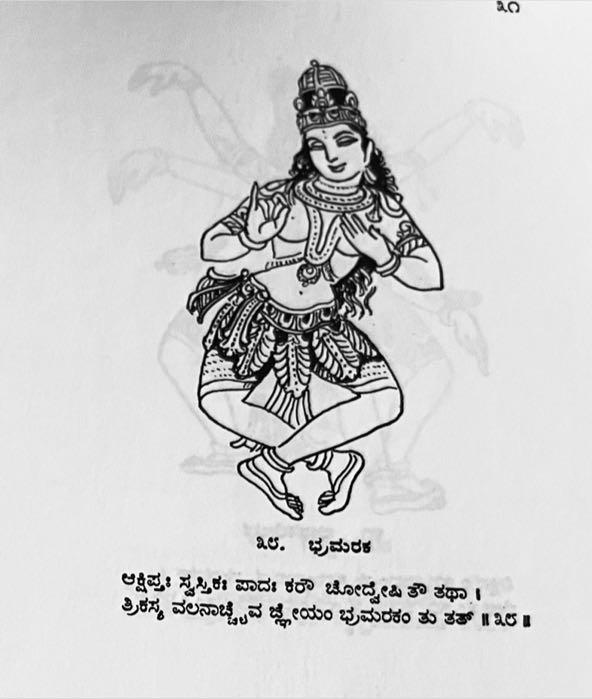 ೩೧
೩೮. ಭ್ರಮರಕ
ಆಕ್ಷಿಪ್ತಃ ಸ್ವಸ್ತಿಕಃ ಪಾದಃ ಕರೌ ಚೋದ್ವೇಷಿತೌ ತಥಾ ।
ತ್ರಿಕಸ್ಯ ವಲನಾಚ್ಚೈವ ಜ್ಞೇಯಂ ಭ್ರಮರಕಂ ತು ತತ್ ॥ ೩೮ ॥